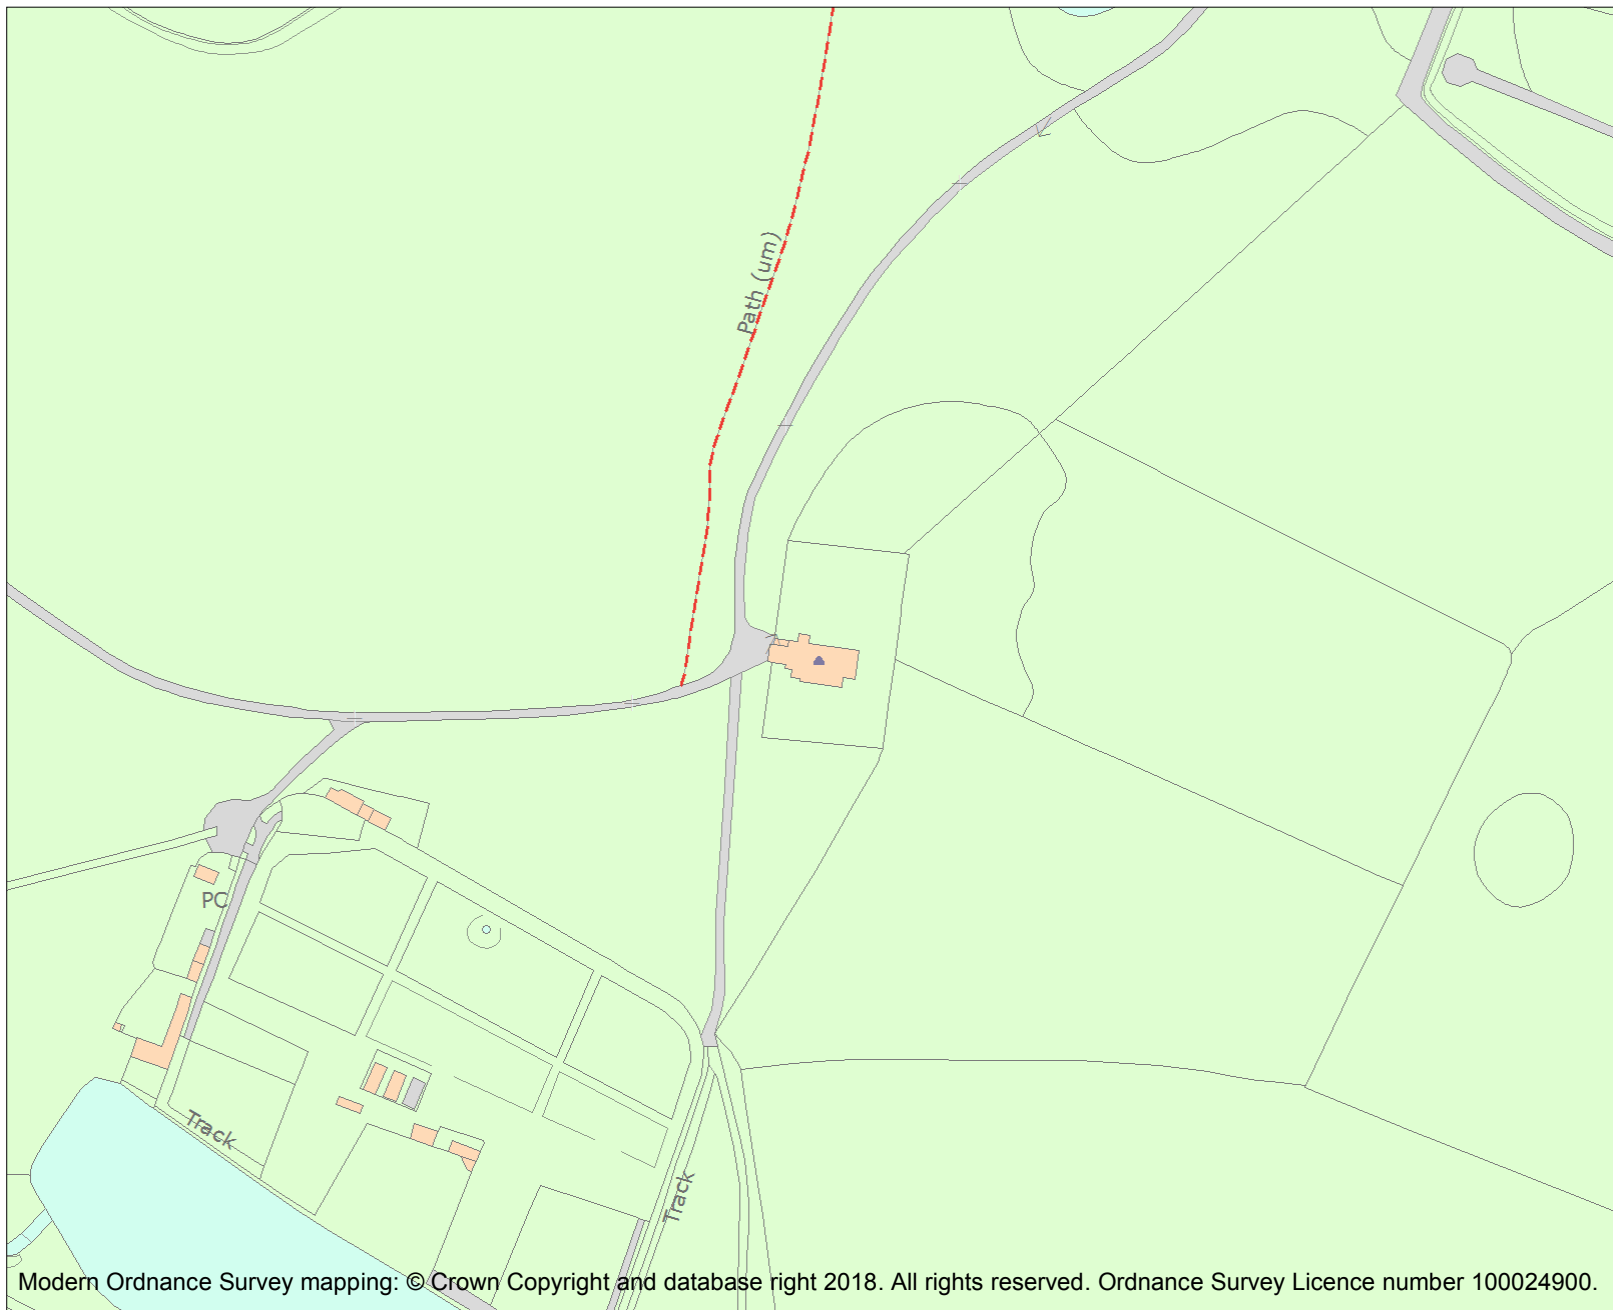 Path (um)
PC
Track
Track
Modern Ordnance Survey mapping: © Crown Copyright and database right 2018. All rights reserved. Ordnance Survey Licence number 100024900.